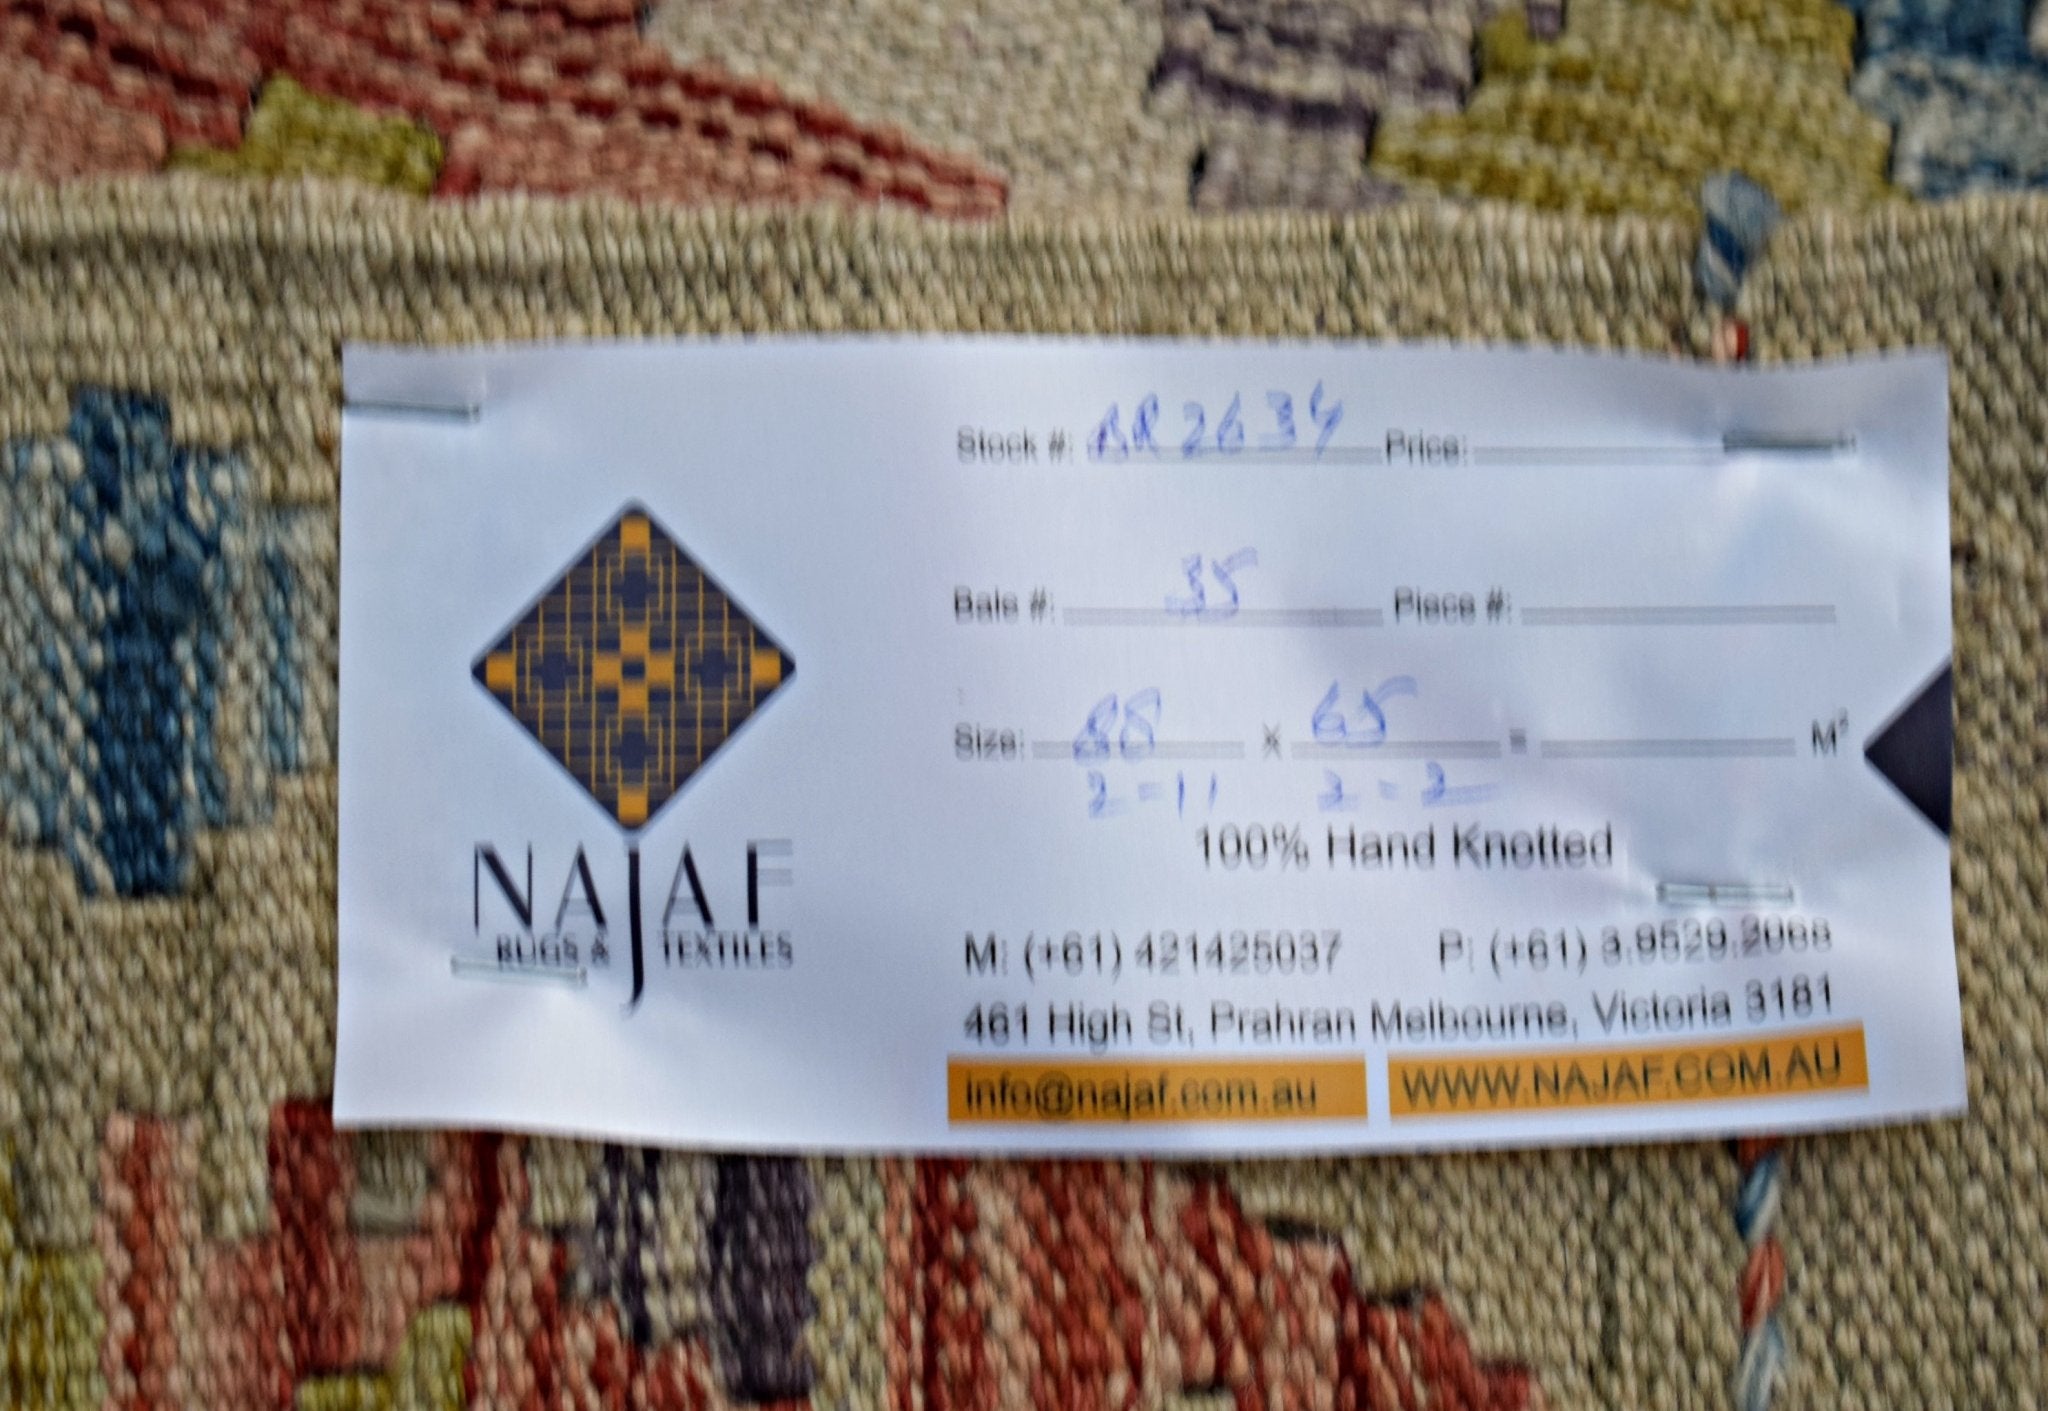 Stock #: AR2634 Price:
Bale #: 35 Piece #:
Size: 88 x 65 = M²
2-11 2-2
100% Hand Knotted
NAJAF
RUGS & TEXTILES
M: (+61) 421425037 P: (+61) 3.9529.2068
461 High St, Prahran Melbourne, Victoria 3181
info@najaf.com.au WWW.NAJAF.COM.AU